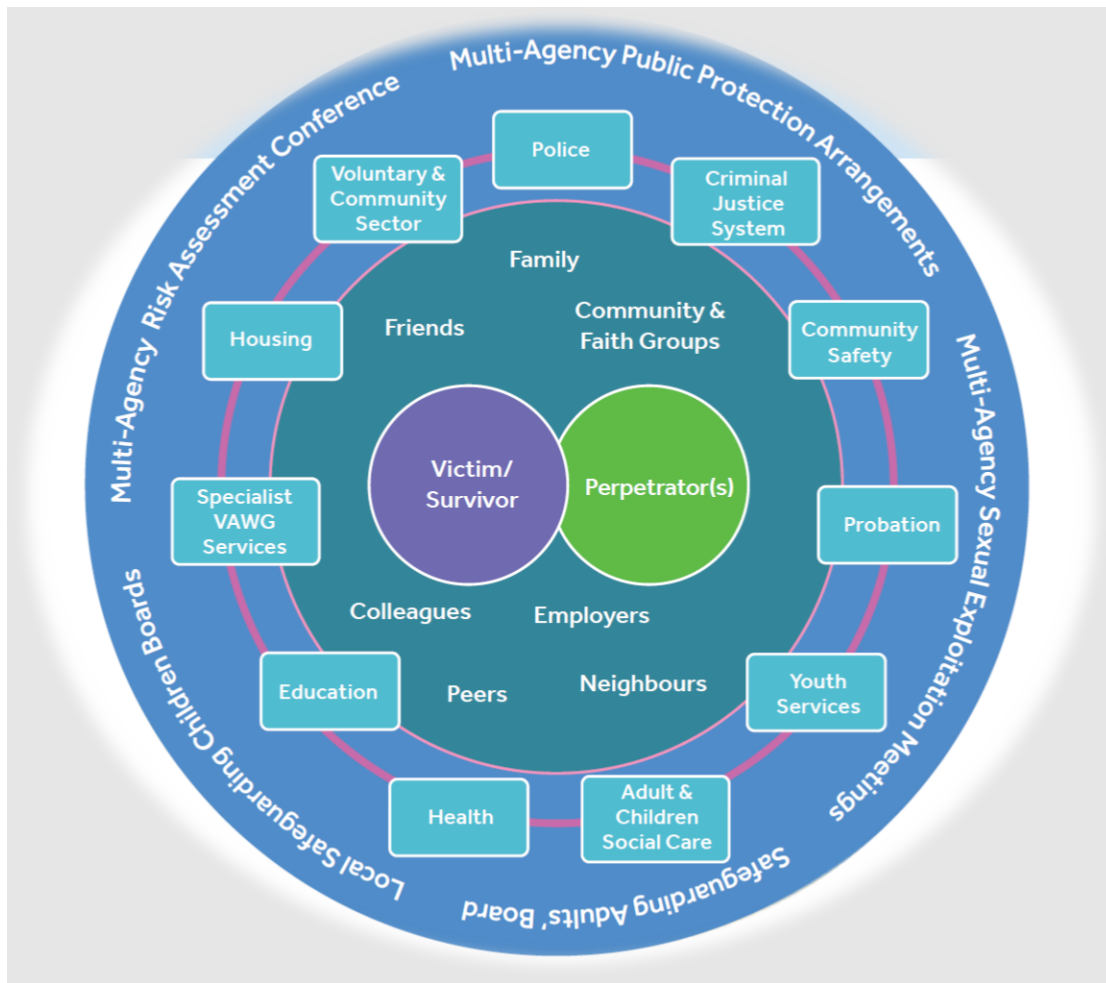 Multi-Agency Public Protection Arrangements
Multi-Agency Risk Assessment Conference
Multi-Agency Sexual Exploitation Meetings
Safeguarding Adults' Board
Local Safeguarding Children Boards
Police
Criminal
Justice
System
Community
Safety
Probation
Youth
Services
Adult &
Children
Social Care
Health
Education
Specialist
VAWG
Services
Housing
Voluntary &
Community
Sector
Family
Friends
Community &
Faith Groups
Victim/
Survivor
Perpetrator(s)
Colleagues
Employers
Peers
Neighbours